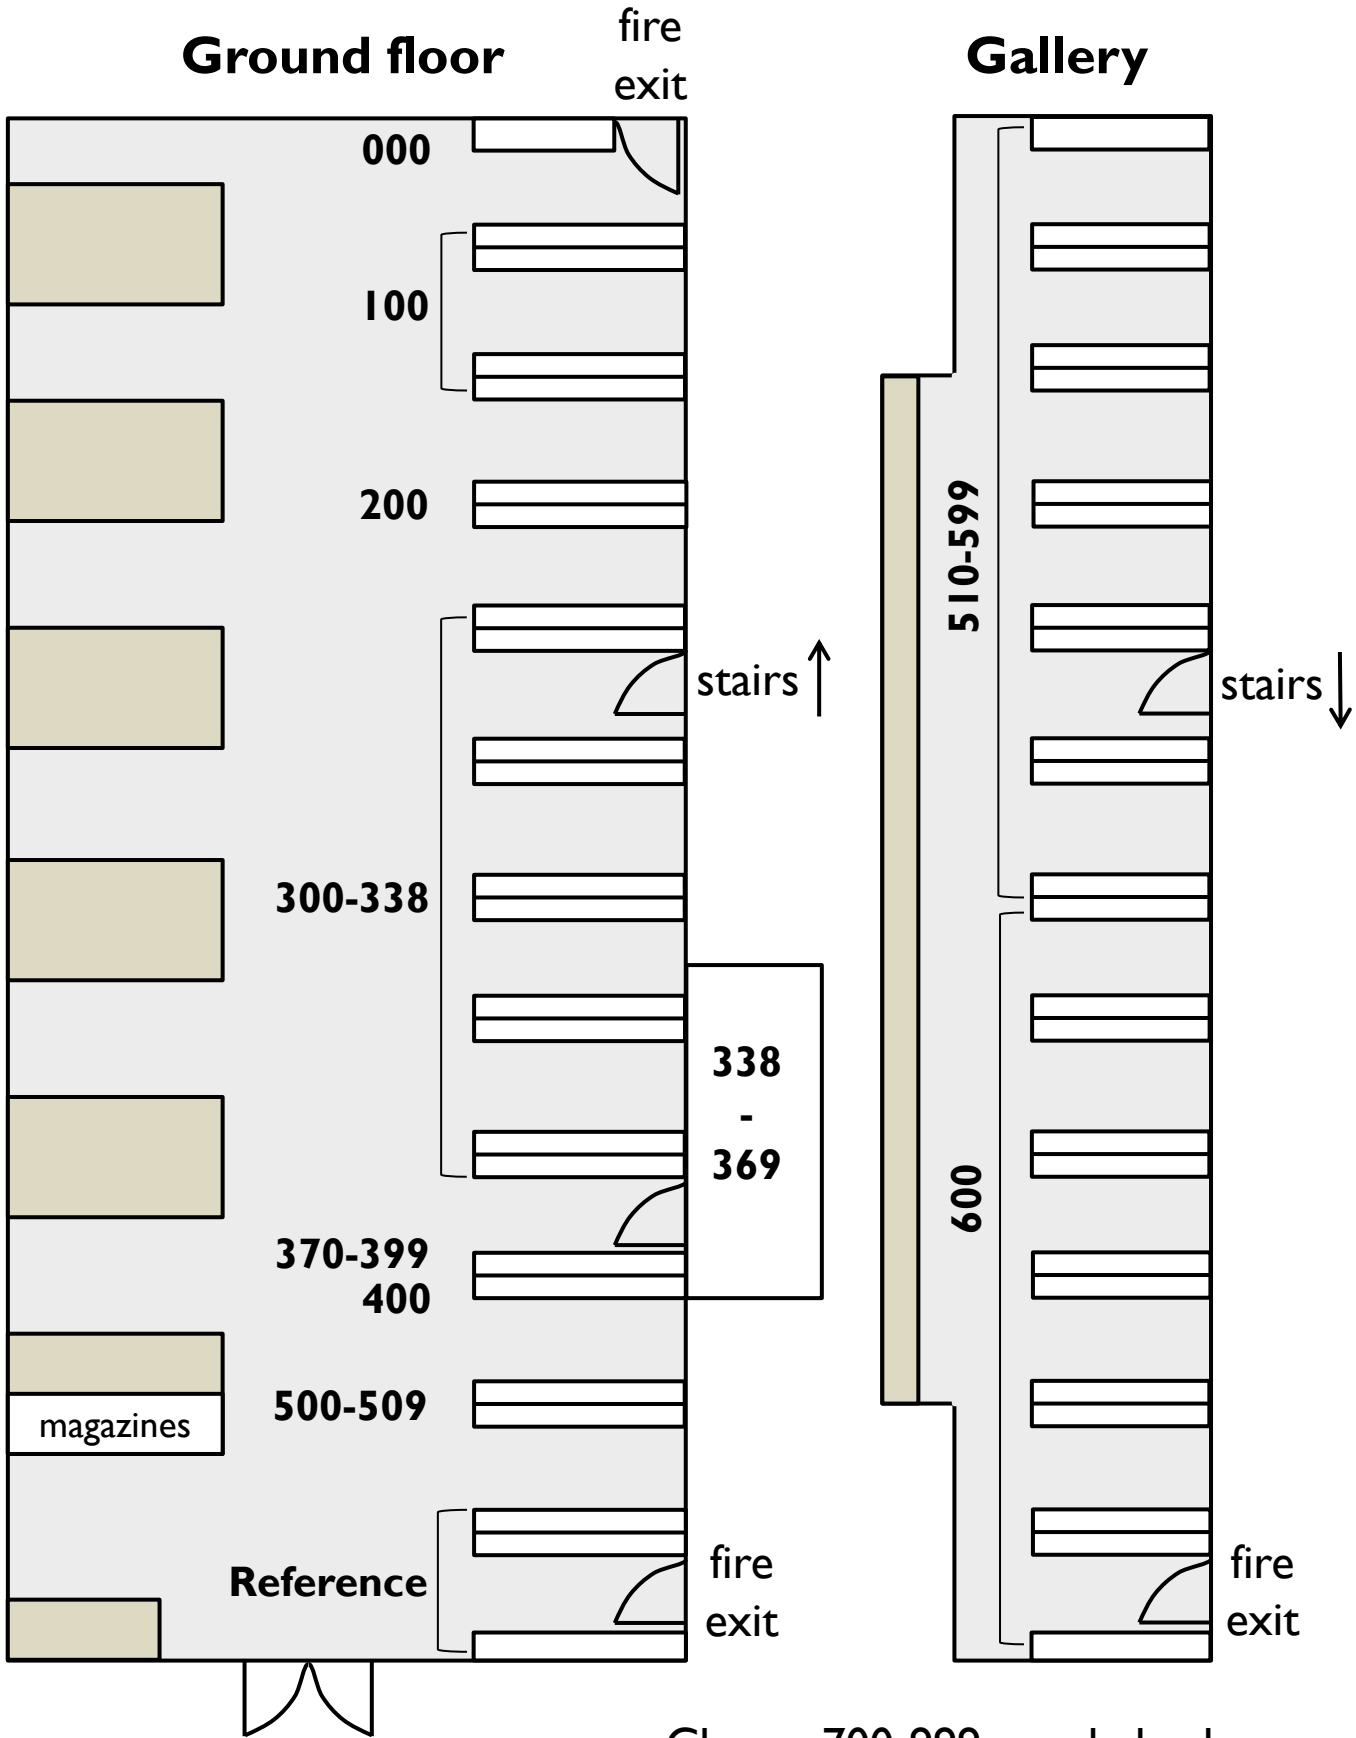 Ground floor
fire
exit
Gallery
000
100
200
stairs
300-338
338
-
369
370-399
400
500-509
magazines
Reference
fire
exit
510-599
stairs
600
fire
exit